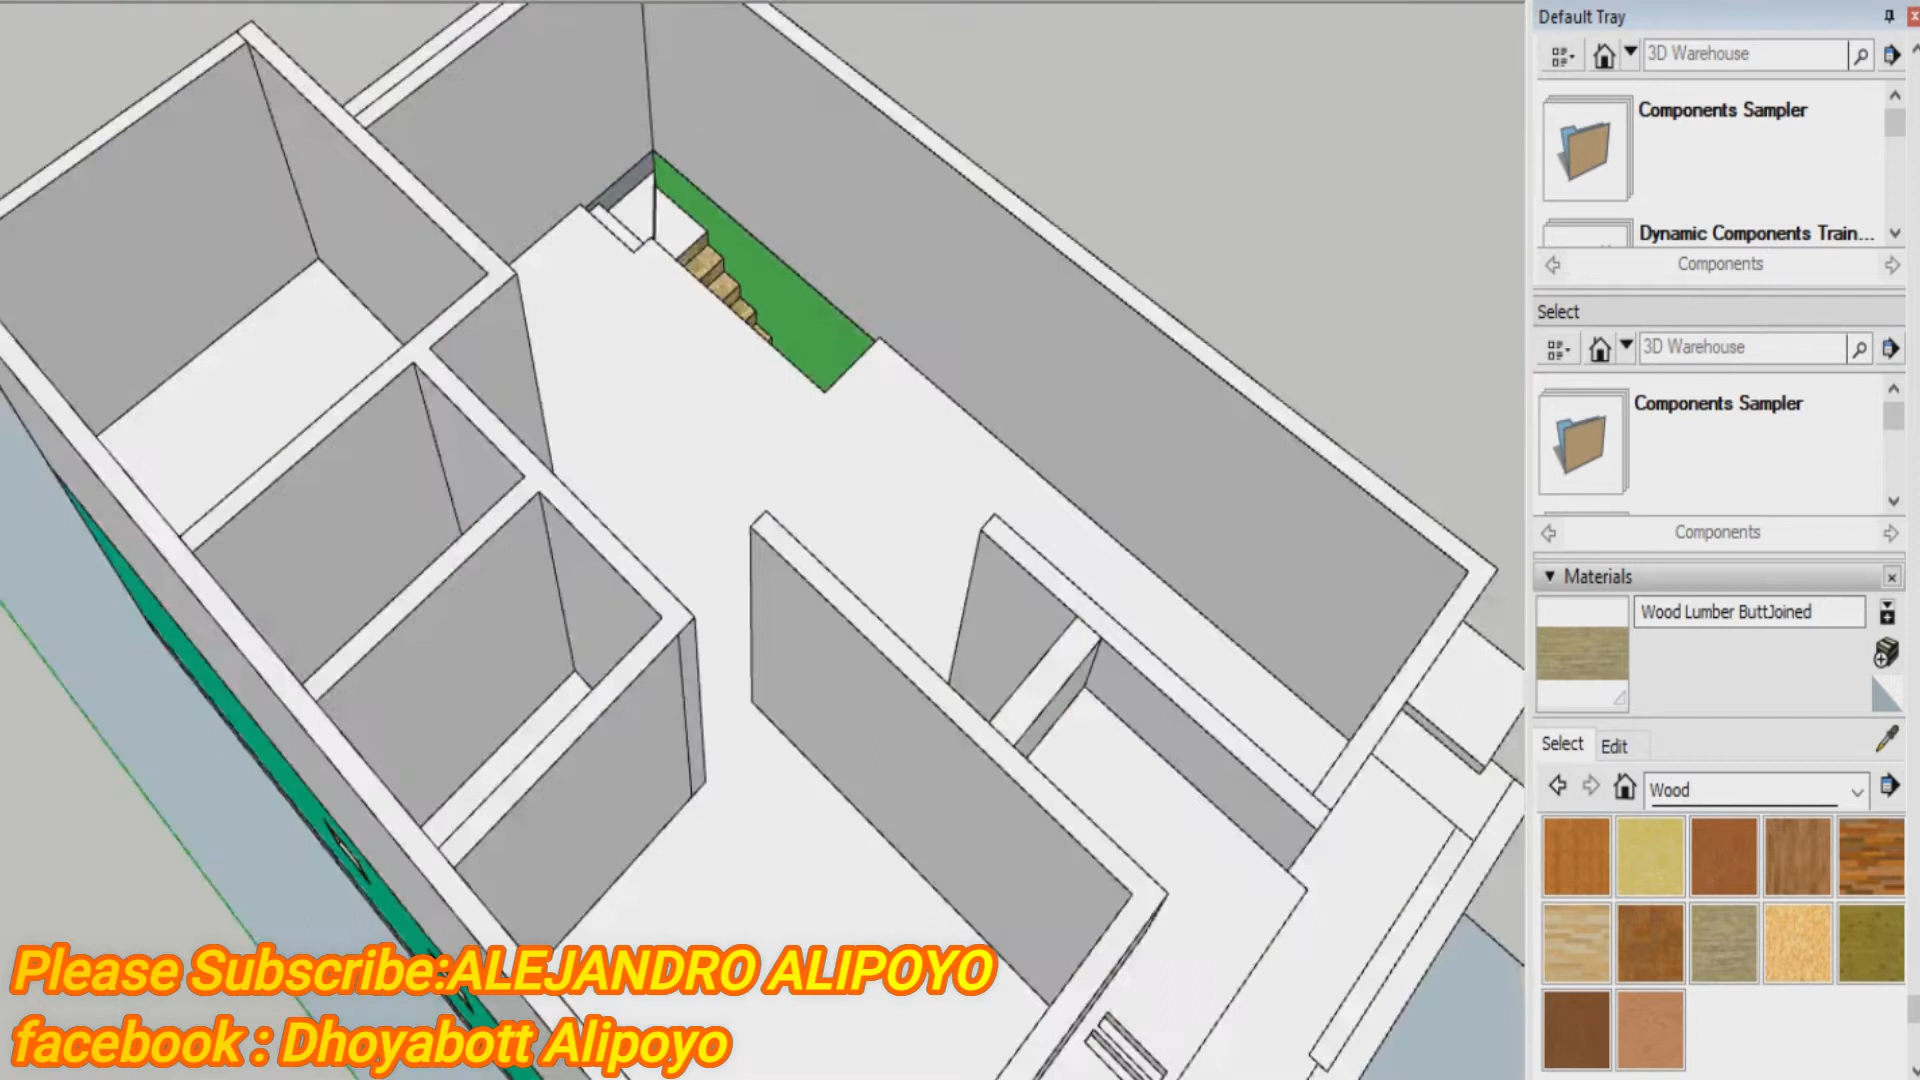 Default Tray
3D Warehouse
Components Sampler
Dynamic Components Train...
Components
Select
3D Warehouse
Components Sampler
Components
Materials
Wood Lumber ButtJoined
Select
Edit
Wood
Please Subscribe:ALEJANDRO ALIPOYO
facebook : Dhoyabott Alipoyo